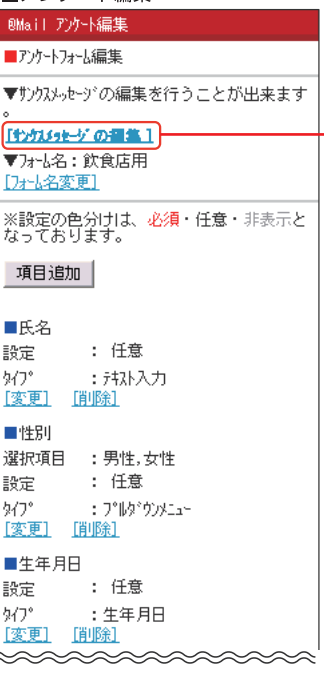 @Mail ｱﾝｹｰﾄ編集
■ｱﾝｹｰﾄﾌｫｰﾑ編集
▼ｻﾝｸｽﾒｯｾｰｼﾞの編集を行うことが出来ます
。
[ｻﾝｸｽﾒｯｾｰｼﾞの編集]
▼ﾌｫｰﾑ名：飲食店用
[ﾌｫｰﾑ名変更]
※設定の色分けは、必須・任意・非表示と
なっております。
項目追加
■氏名
設定　　：　任意
ﾀｲﾌﾟ　　：ﾃｷｽﾄ入力
[変更]　[削除]
■性別
選択項目　：男性,女性
設定　　：　任意
ﾀｲﾌﾟ　　：ﾌﾟﾙﾀﾞｳﾝﾒﾆｭｰ
[変更]　[削除]
■生年月日
設定　　：　任意
ﾀｲﾌﾟ　　：生年月日
[変更]　[削除]